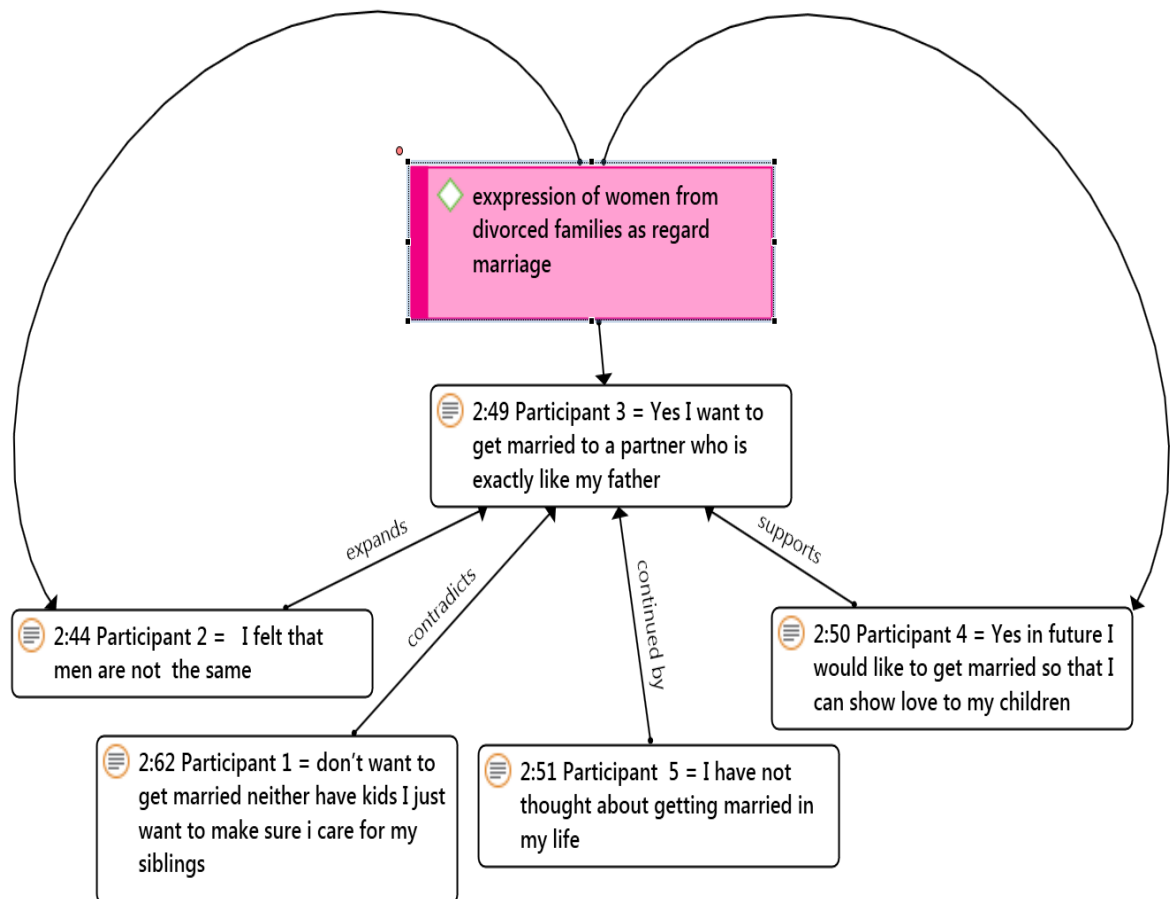 exxpression of women from
divorced families as regard
marriage
2:49 Participant 3 = Yes I want to
get married to a partner who is
exactly like my father
expands
contradicts
continued by
supports
2:44 Participant 2 =   I felt that
men are not  the same
2:50 Participant 4 = Yes in future I
would like to get married so that I
can show love to my children
2:62 Participant 1 = don't want to
get married neither have kids I just
want to make sure i care for my
siblings
2:51 Participant  5 = I have not
thought about getting married in
my life